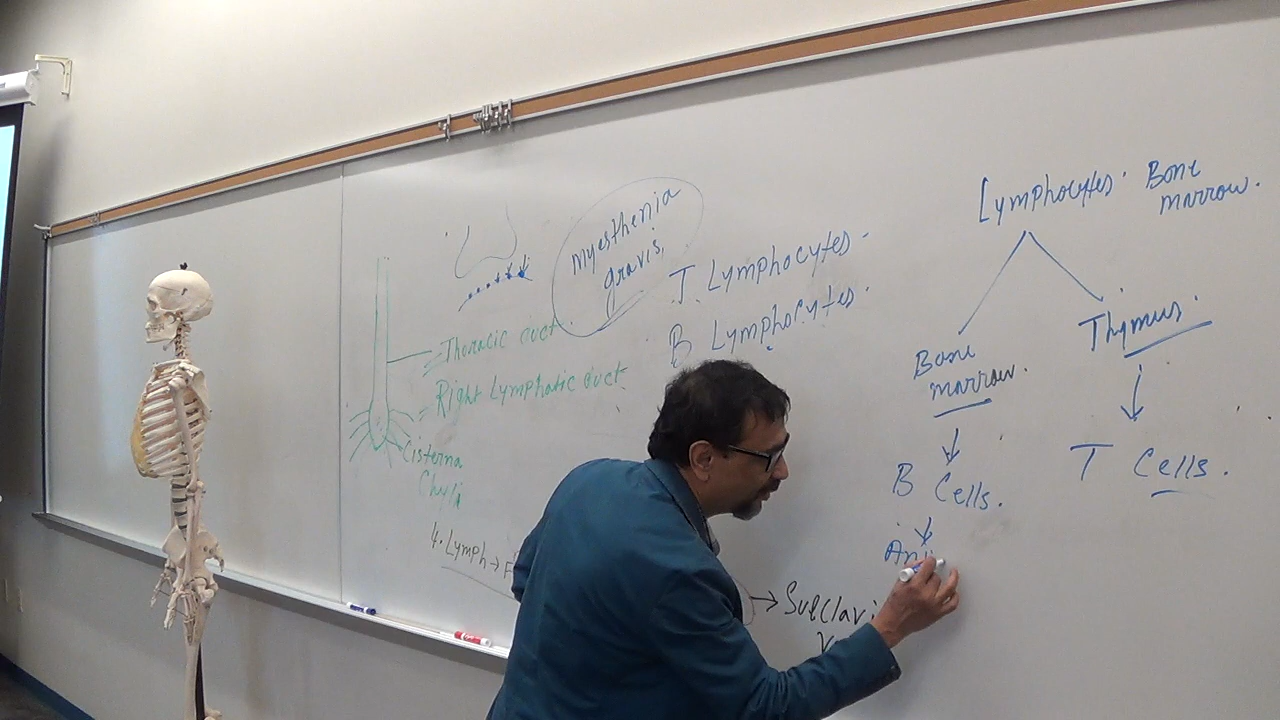 Myesthenia
gravis,
T. Lymphocytes.
B Lymphocytes.
Thoracic duct.
Right Lymphatic duct
Cisterna
Chyli
4. Lymph →
→ Subclavi
Lymphocytes. Bone
marrow.
Bone
marrow.
Thymus.
B Cells.
T Cells.